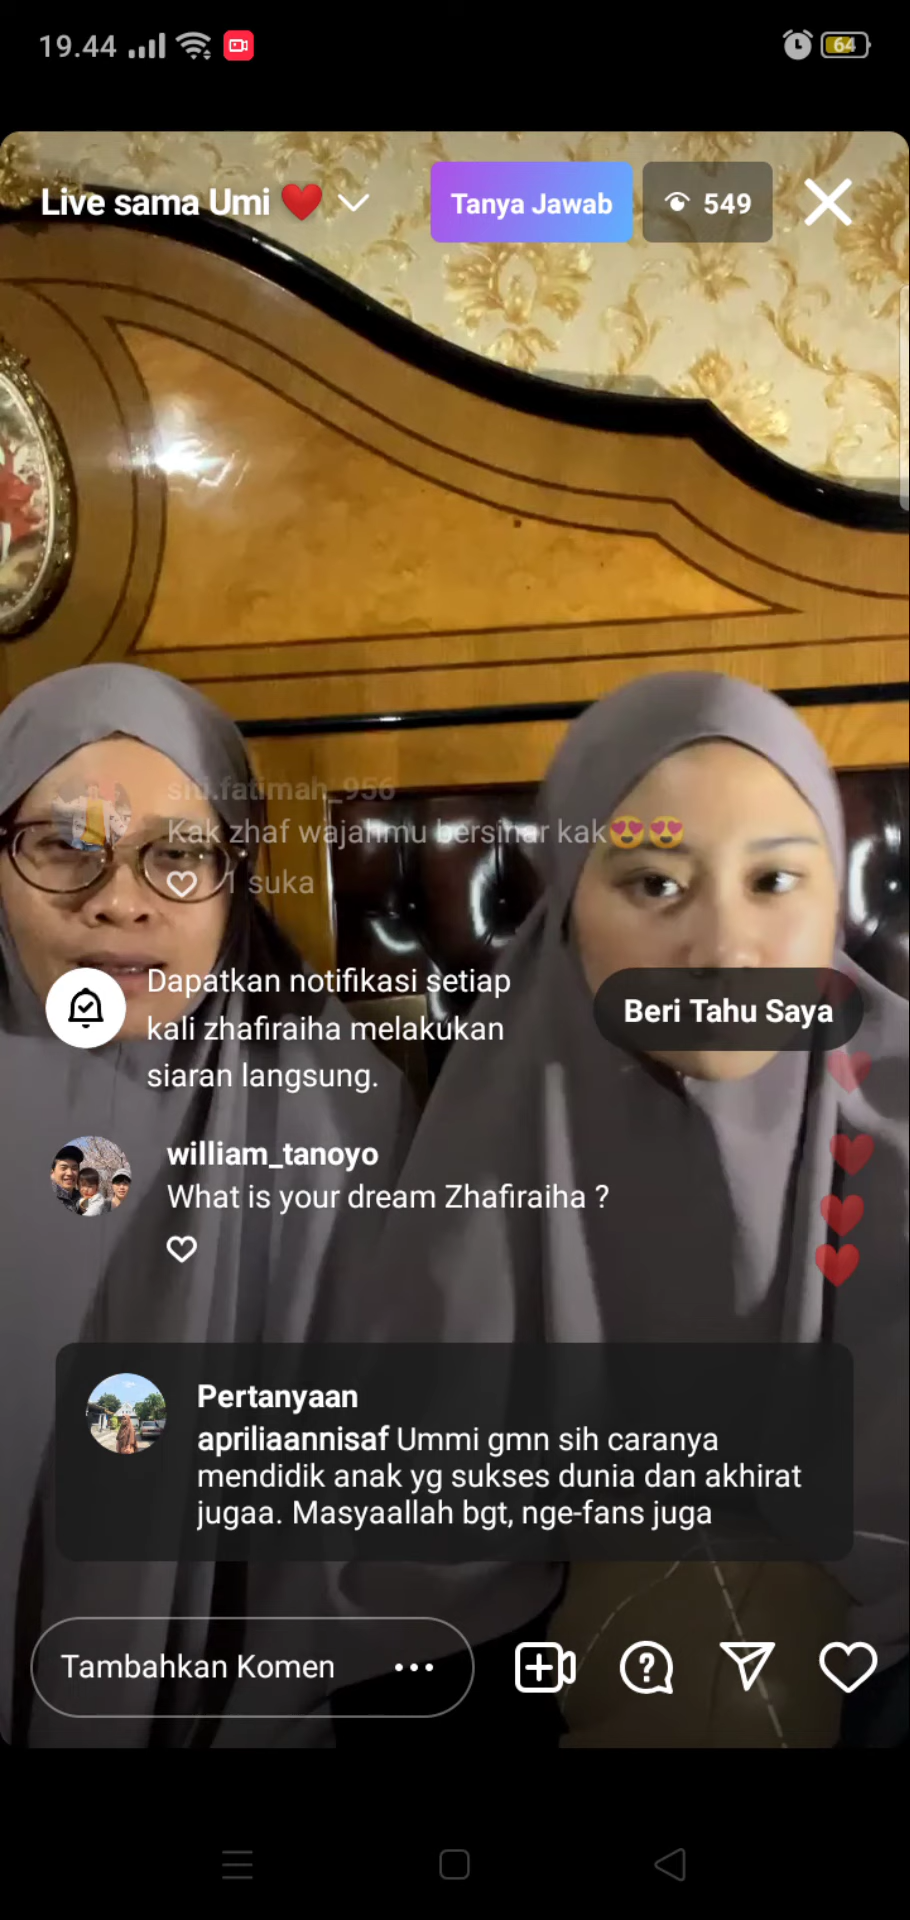 19.44
64
Live sama Umi ❤️
Tanya Jawab
549
siti.fatimah_956
Kak zhaf wajahmu bersinar kak😍😍
1 suka
Dapatkan notifikasi setiap
kali zhafiraiha melakukan
siaran langsung.
Beri Tahu Saya
william_tanoyo
What is your dream Zhafiraiha ?
Pertanyaan
apriliaannisaf Ummi gmn sih caranya
mendidik anak yg sukses dunia dan akhirat
jugaa. Masyaallah bgt, nge-fans juga
Tambahkan Komen